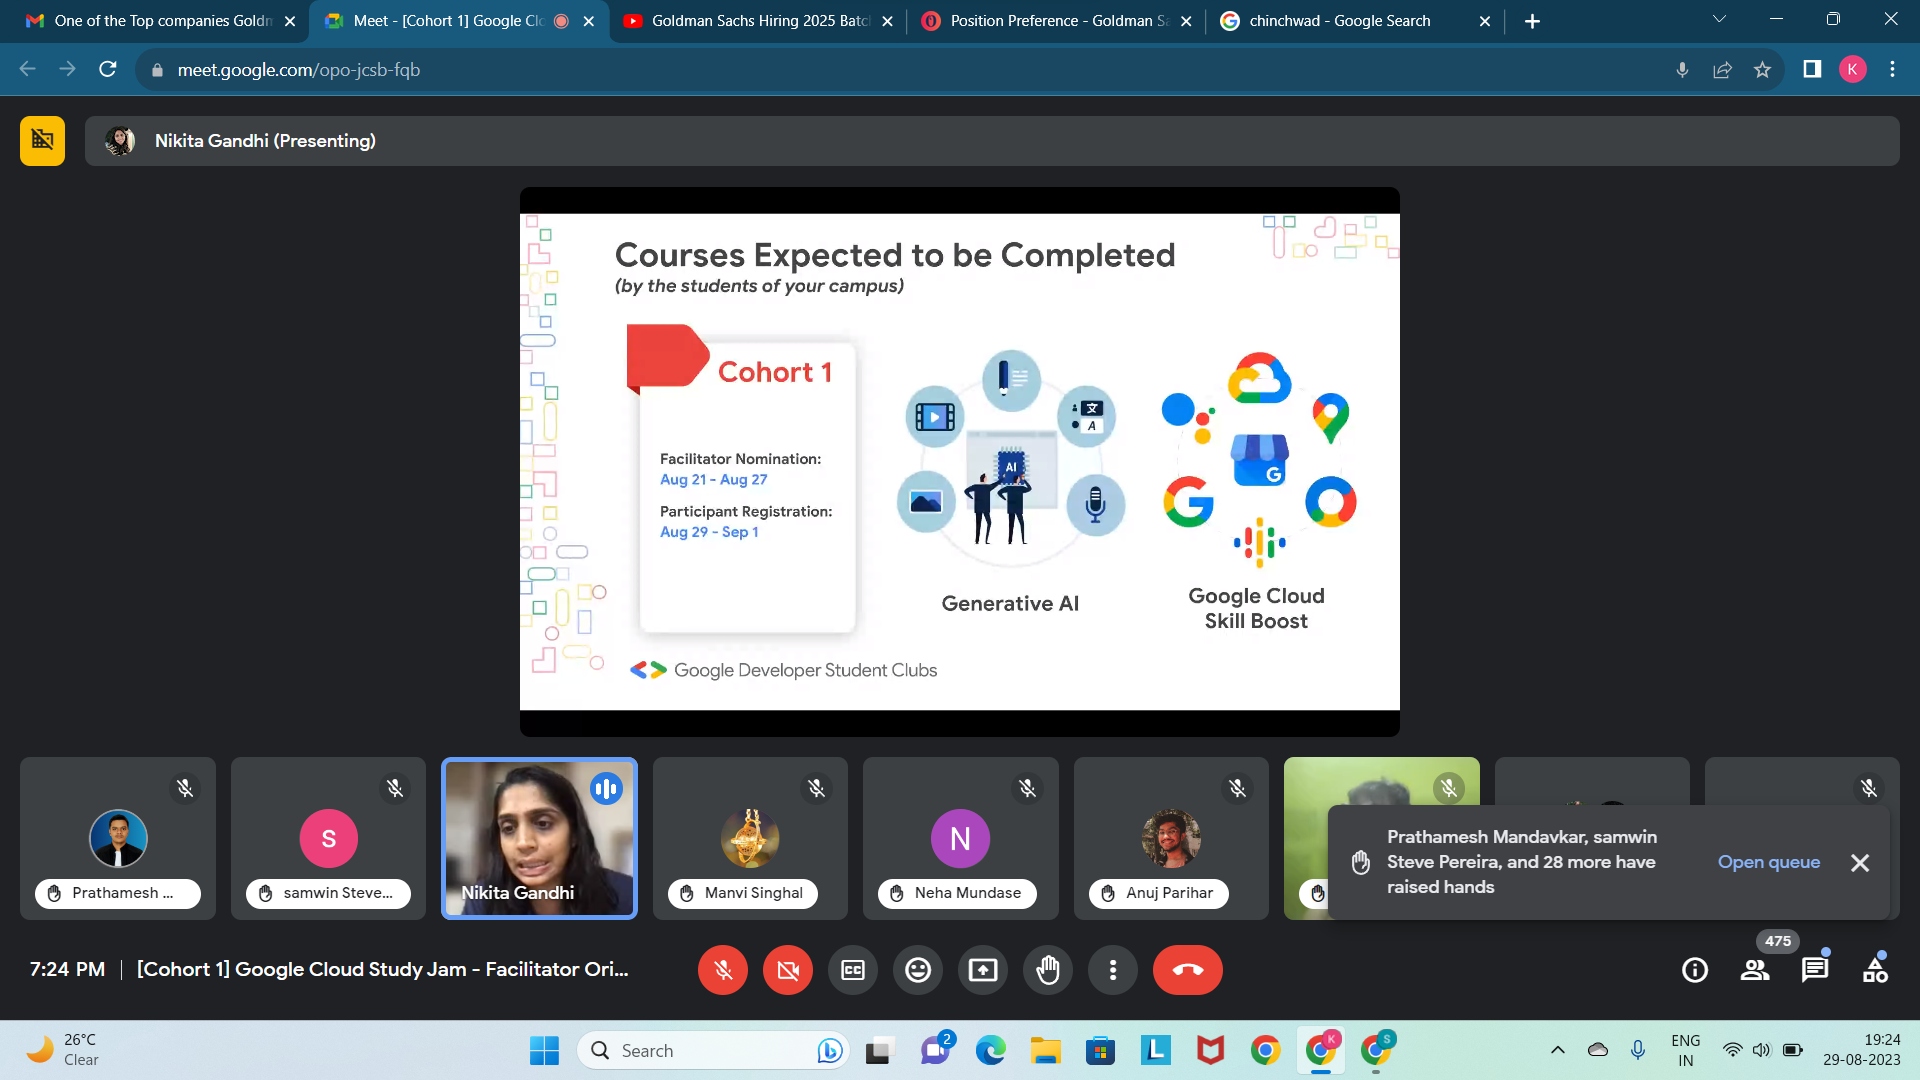 One of the Top companies Goldm
Meet - [Cohort 1] Google Clo
Goldman Sachs Hiring 2025 Batch
Position Preference - Goldman Sa
chinchwad - Google Search
meet.google.com/opo-jcsb-fqb
K
Nikita Gandhi (Presenting)
Courses Expected to be Completed
(by the students of your campus)
Cohort 1
Facilitator Nomination:
Aug 21 - Aug 27
Participant Registration:
Aug 29 - Sep 1
文
A
AI
G
Generative AI
Google Cloud
Skill Boost
Google Developer Student Clubs
S
N
Prathamesh ...
samwin Steve...
Nikita Gandhi
Manvi Singhal
Neha Mundase
Anuj Parihar
Prathamesh Mandavkar, samwin
Steve Pereira, and 28 more have
raised hands
Open queue
475
7:24 PM
[Cohort 1] Google Cloud Study Jam - Facilitator Ori...
CC
26°C
Clear
Search
2
L
K
S
ENG
IN
19:24
29-08-2023